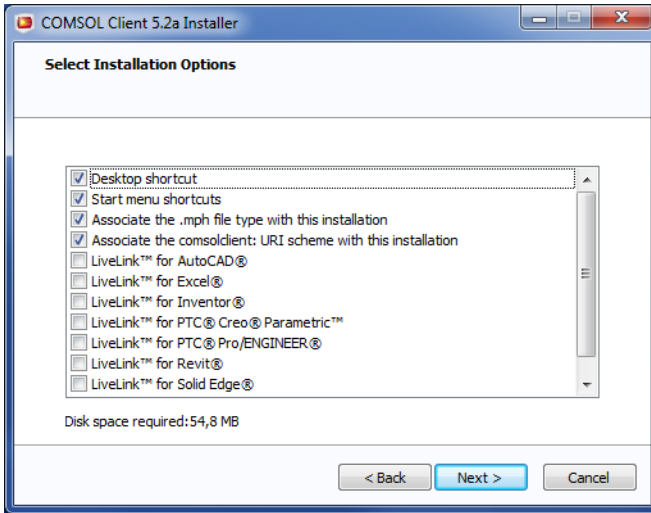 COMSOL Client 5.2a Installer
Select Installation Options
Desktop shortcut
Start menu shortcuts
Associate the .mph file type with this installation
Associate the comsolclient: URI scheme with this installation
LiveLink™ for AutoCAD®
LiveLink™ for Excel®
LiveLink™ for Inventor®
LiveLink™ for PTC® Creo® Parametric™
LiveLink™ for PTC® Pro/ENGINEER®
LiveLink™ for Revit®
LiveLink™ for Solid Edge®
Disk space required:54,8 MB
< Back Next > Cancel